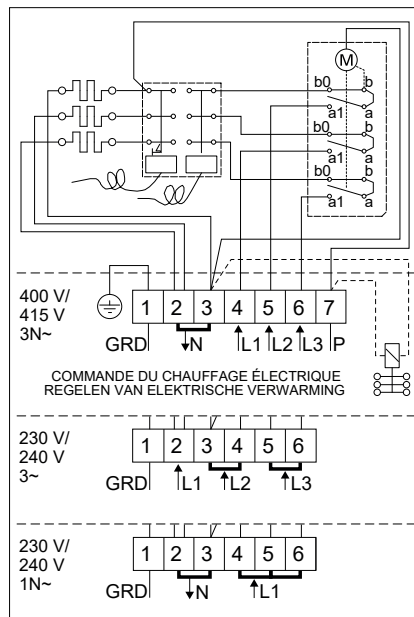 M
b0 b
a1 a
b0 b
a1 a
b0 b
a1 a
400 V/
415 V
3N~
1 2 3 4 5 6 7
GRD N L1 L2 L3 P
COMMANDE DU CHAUFFAGE ÉLECTRIQUE
REGELEN VAN ELEKTRISCHE VERWARMING
230 V/
240 V
3~
1 2 3 4 5 6
GRD L1 L2 L3
230 V/
240 V
1N~
1 2 3 4 5 6
GRD N L1